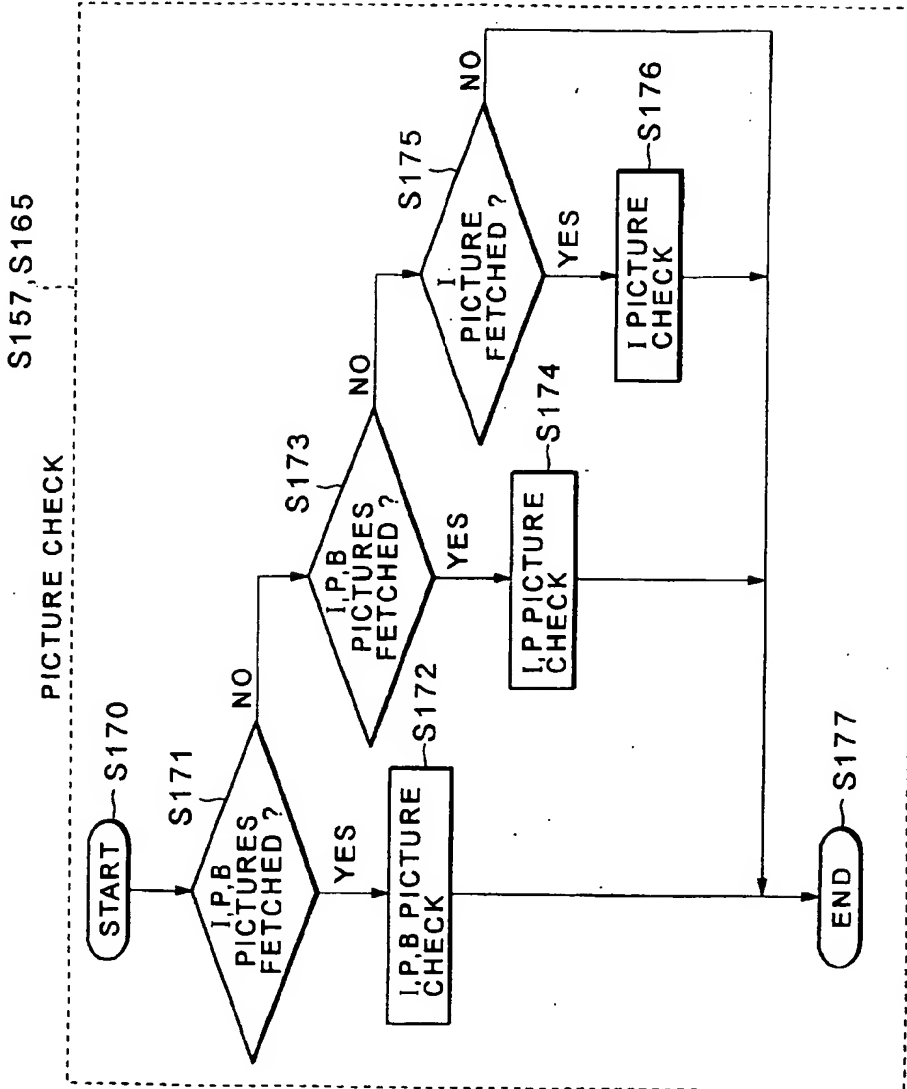 S157, S165
PICTURE CHECK
START
S170
S171
I,P,B
PICTURES
FETCHED ?
NO
YES
S172
I,P,B PICTURE
CHECK
S173
I,P,B
PICTURES
FETCHED ?
NO
YES
S174
I,P PICTURE
CHECK
S175
I
PICTURE
FETCHED ?
NO
YES
S176
I PICTURE
CHECK
END
S177